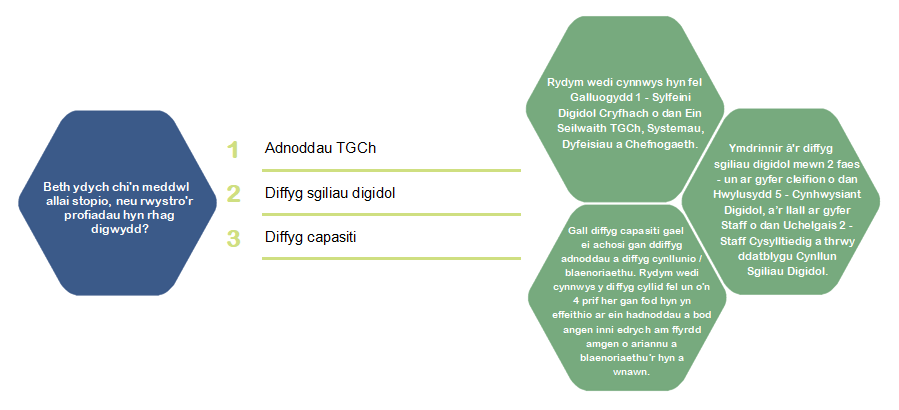 Beth ydych chi'n meddwl
allai stopio, neu rwystro'r
profiadau hyn rhag
digwydd?
1 Adnoddau TGCh
2 Diffyg sgiliau digidol
3 Diffyg capasiti
Rydym wedi cynnwys hyn fel
Galluogydd 1 - Sylfeini
Digidol Cryfhach o dan Ein
Seilwaith TGCh, Systemau,
Dyfeisiau a Chefnogaeth.
Ymdrinnir â'r diffyg
sgiliau digidol mewn 2 faes
- un ar gyfer cleifion o dan
Hwylusydd 5 - Cynhwysiant
Digidol, a'r llall ar gyfer
Staff o dan Uchelgais 2 -
Staff Cysylltiedig a thrwy
ddatblygu Cynllun
Sgiliau Digidol.
Gall diffyg capasiti gael
ei achosi gan ddiffyg
adnoddau a diffyg cynllunio /
blaenoriaethu. Rydym wedi
cynnwys y diffyg cyllid fel un o'n
4 prif her gan fod hyn yn
effeithio ar ein hadnoddau a bod
angen inni edrych am ffyrdd
amgen o ariannu a
blaenoriaethu'r hyn a
wnawn.